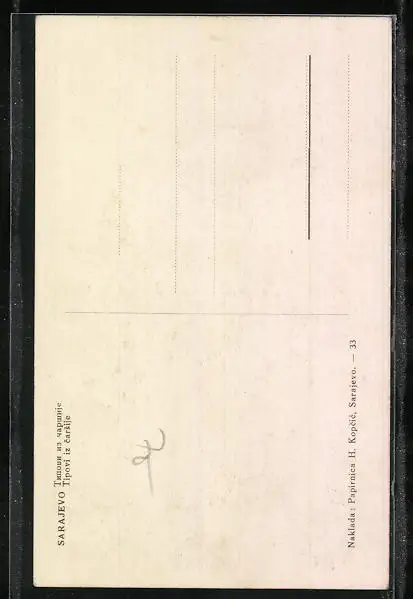 SARAJEVO Типови из чаршије
Tipovi iz čaršije
Naklada: Papirnica H. Kopčić, Sarajevo. — 33